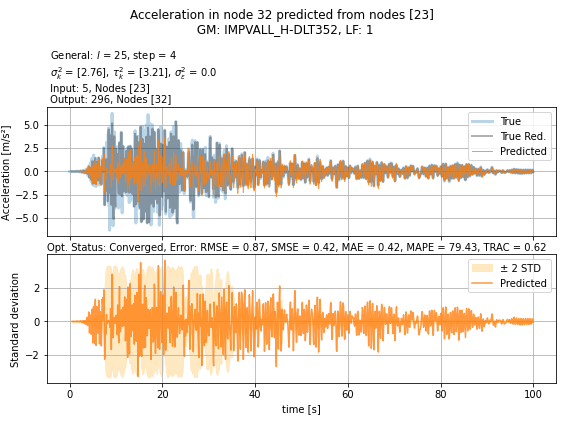 Acceleration in node 32 predicted from nodes [23]
GM: IMPVALL_H-DLT352, LF: 1
General: l = 25, step = 4
σ²ₖ = [2.76], τ²ₖ = [3.21], σ²ₑ = 0.0
Input: 5, Nodes [23]
Output: 296, Nodes [32]
Acceleration [m/s²]
5.0
2.5
0.0
−2.5
−5.0
True
True Red.
Predicted
Opt. Status: Converged, Error: RMSE = 0.87, SMSE = 0.42, MAE = 0.42, MAPE = 79.43, TRAC = 0.62
Standard deviation
2
0
−2
± 2 STD
Predicted
0 20 40 60 80 100
time [s]